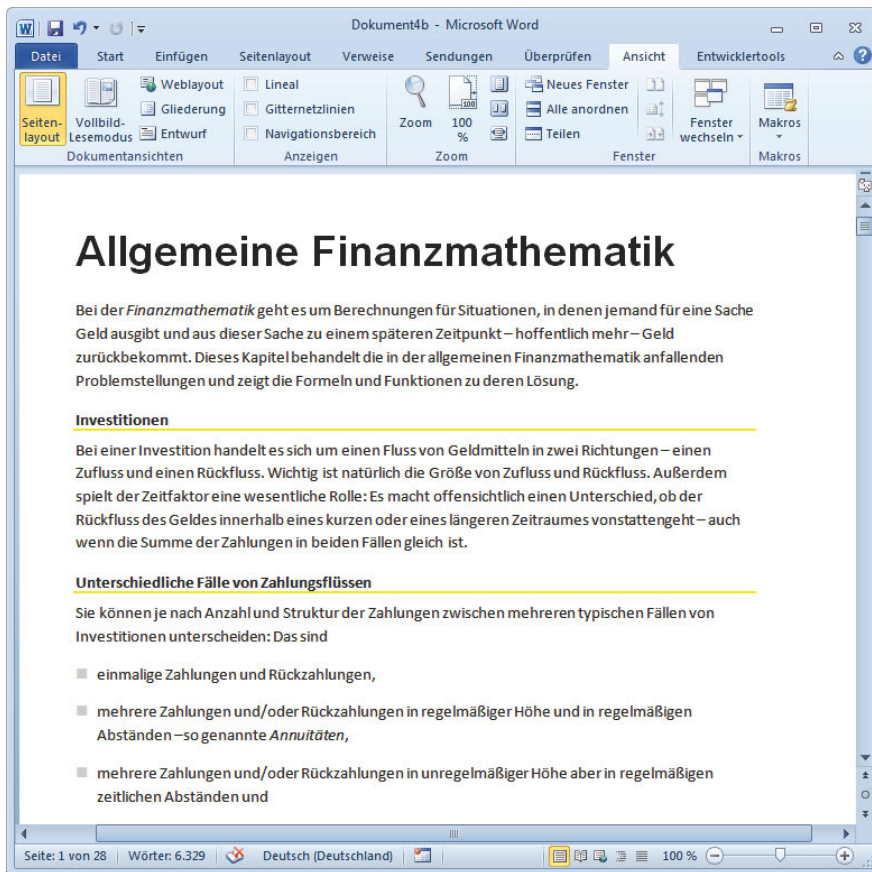 Dokument4b - Microsoft Word
Datei Start Einfügen Seitenlayout Verweise Sendungen Überprüfen Ansicht Entwicklertools
Seiten-
layout
Vollbild-
Lesemodus
Weblayout
Gliederung
Entwurf
Dokumentansichten
Lineal
Gitternetzlinien
Navigationsbereich
Anzeigen
Zoom
100
%
100
Zoom
Neues Fenster
Alle anordnen
Teilen
Fenster
wechseln
Fenster
Makros
Makros
Allgemeine Finanzmathematik
Bei der Finanzmathematik geht es um Berechnungen für Situationen, in denen jemand für eine Sache
Geld ausgibt und aus dieser Sache zu einem späteren Zeitpunkt – hoffentlich mehr – Geld
zurückbekommt. Dieses Kapitel behandelt die in der allgemeinen Finanzmathematik anfallenden
Problemstellungen und zeigt die Formeln und Funktionen zu deren Lösung.
Investitionen
Bei einer Investition handelt es sich um einen Fluss von Geldmitteln in zwei Richtungen – einen
Zufluss und einen Rückfluss. Wichtig ist natürlich die Größe von Zufluss und Rückfluss. Außerdem
spielt der Zeitfaktor eine wesentliche Rolle: Es macht offensichtlich einen Unterschied, ob der
Rückfluss des Geldes innerhalb eines kurzen oder eines längeren Zeitraumes vonstattengeht – auch
wenn die Summe der Zahlungen in beiden Fällen gleich ist.
Unterschiedliche Fälle von Zahlungsflüssen
Sie können je nach Anzahl und Struktur der Zahlungen zwischen mehreren typischen Fällen von
Investitionen unterscheiden: Das sind
einmalige Zahlungen und Rückzahlungen,
mehrere Zahlungen und/oder Rückzahlungen in regelmäßiger Höhe und in regelmäßigen
Abständen –so genannte Annuitäten,
mehrere Zahlungen und/oder Rückzahlungen in unregelmäßiger Höhe aber in regelmäßigen
zeitlichen Abständen und
Seite: 1 von 28 Wörter: 6.329 Deutsch (Deutschland) 100 %